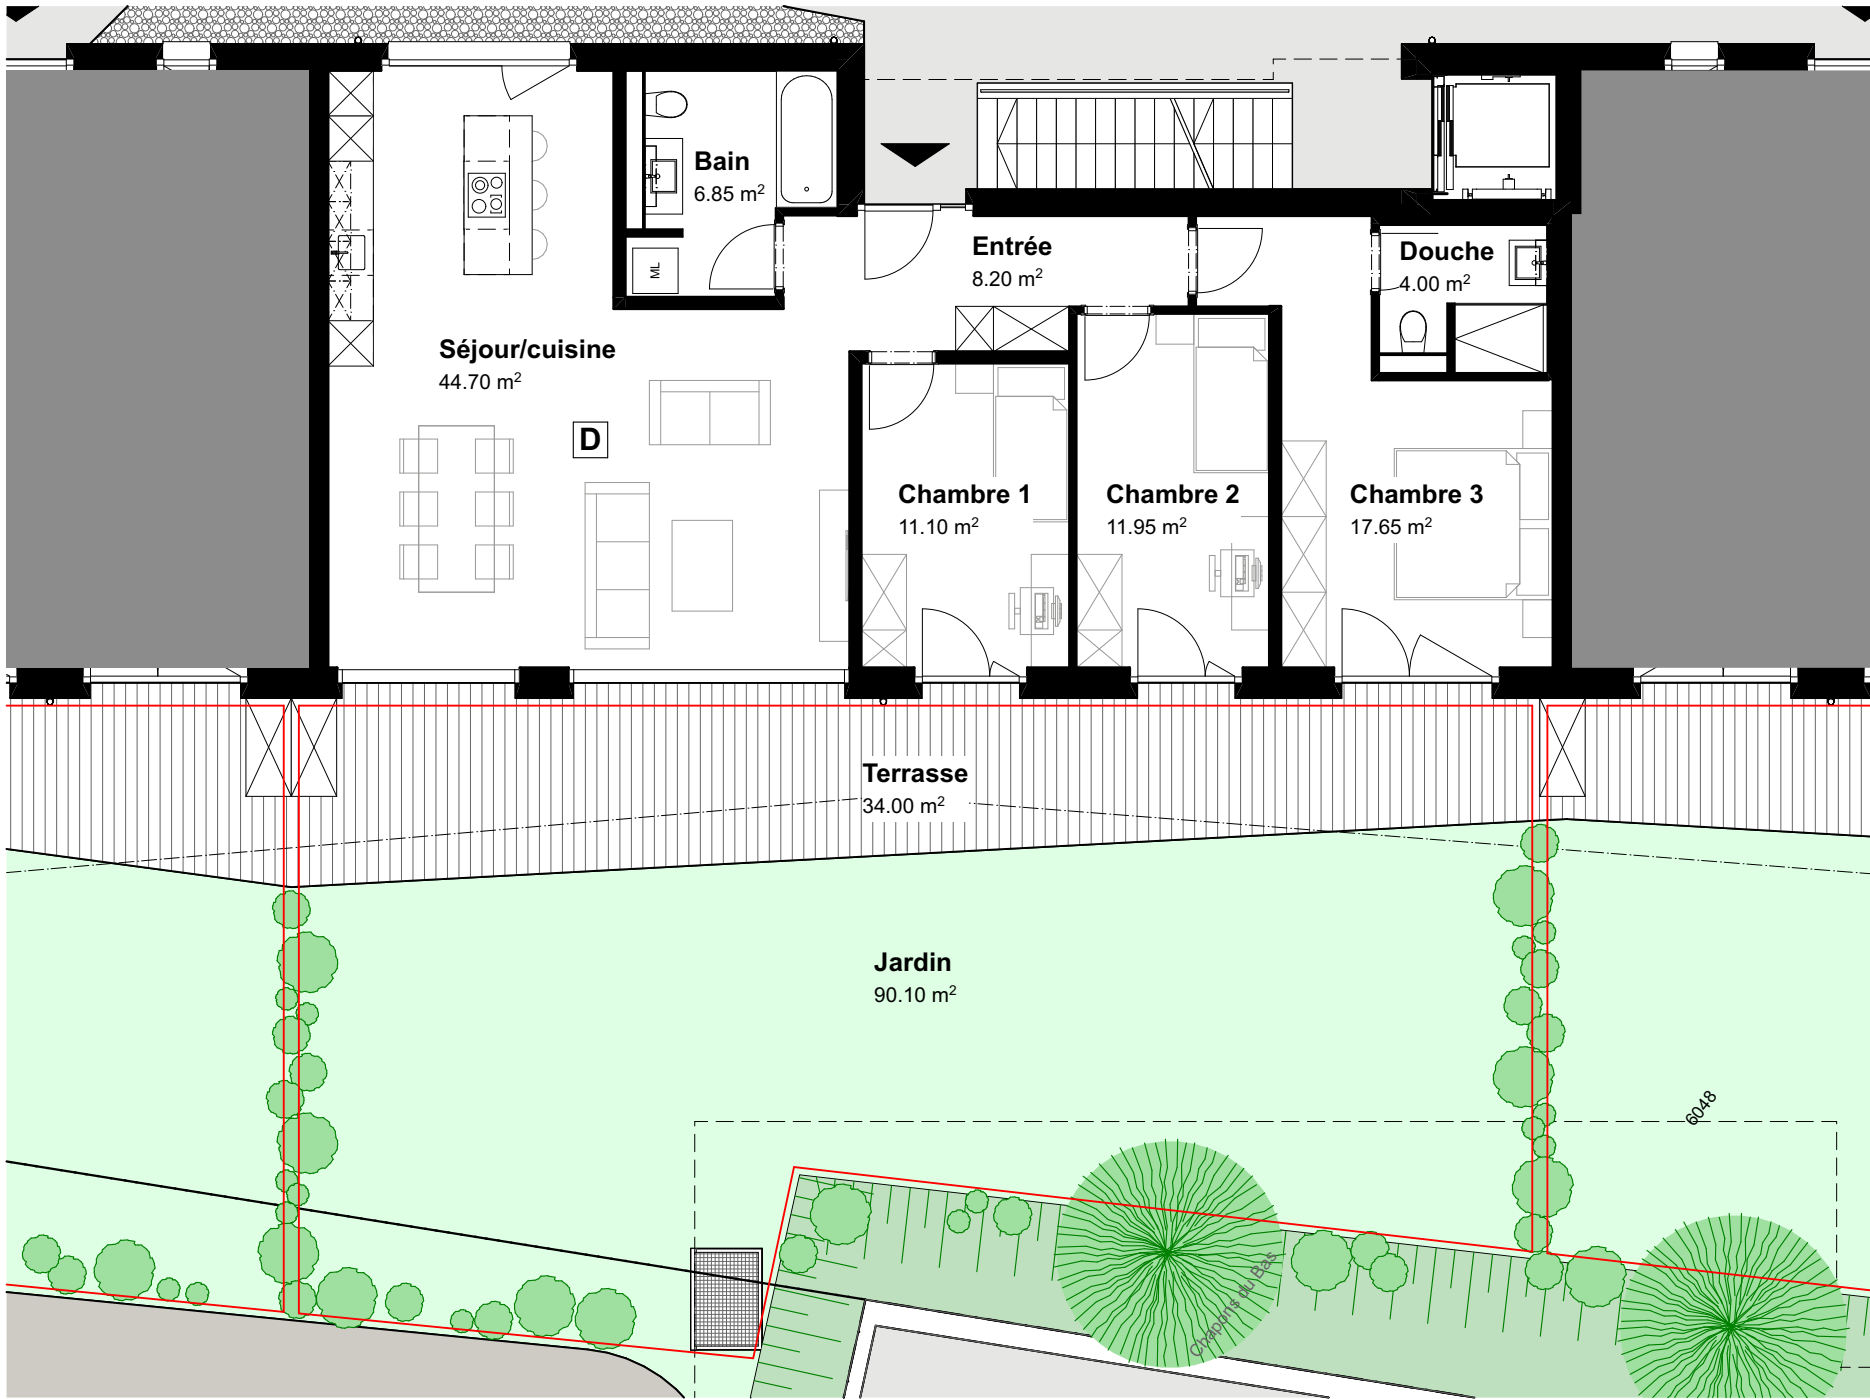 Bain
6.85 m²
ML
Entrée
8.20 m²
Douche
4.00 m²
Séjour/cuisine
44.70 m²
D
Chambre 1
11.10 m²
Chambre 2
11.95 m²
Chambre 3
17.65 m²
Terrasse
34.00 m²
Jardin
90.10 m²
6048
Chapons du Bas